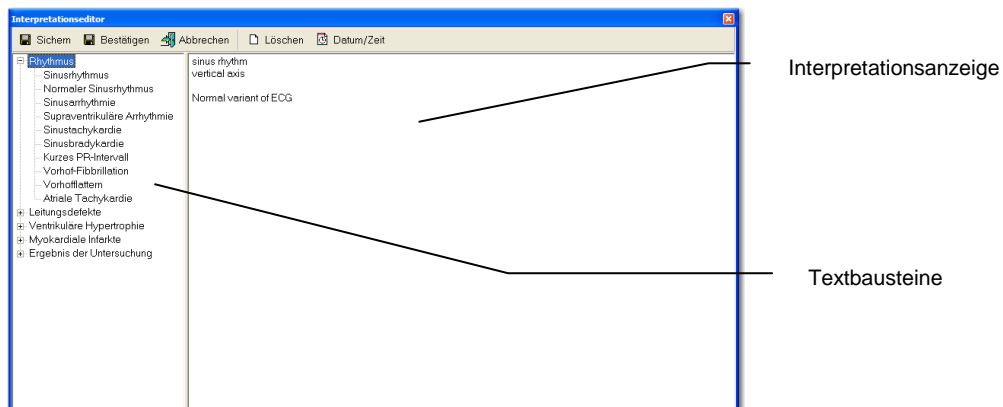 Interpretationseditor
Sichern Bestätigen Abbrechen Löschen Datum/Zeit
Rhythmus
Sinusrhythmus
Normaler Sinusrhythmus
Sinusarrhythmie
Supraventrikuläre Arrhythmie
Sinustachykardie
Sinusbradykardie
Kurzes PR-Intervall
Vorhof-Fibbrillation
Vorhofflattern
Atriale Tachykardie
Leitungsdefekte
Ventrikuläre Hypertrophie
Myokardiale Infarkte
Ergebnis der Untersuchung
sinus rhythm
vertical axis
Normal variant of ECG
Interpretationsanzeige
Textbausteine